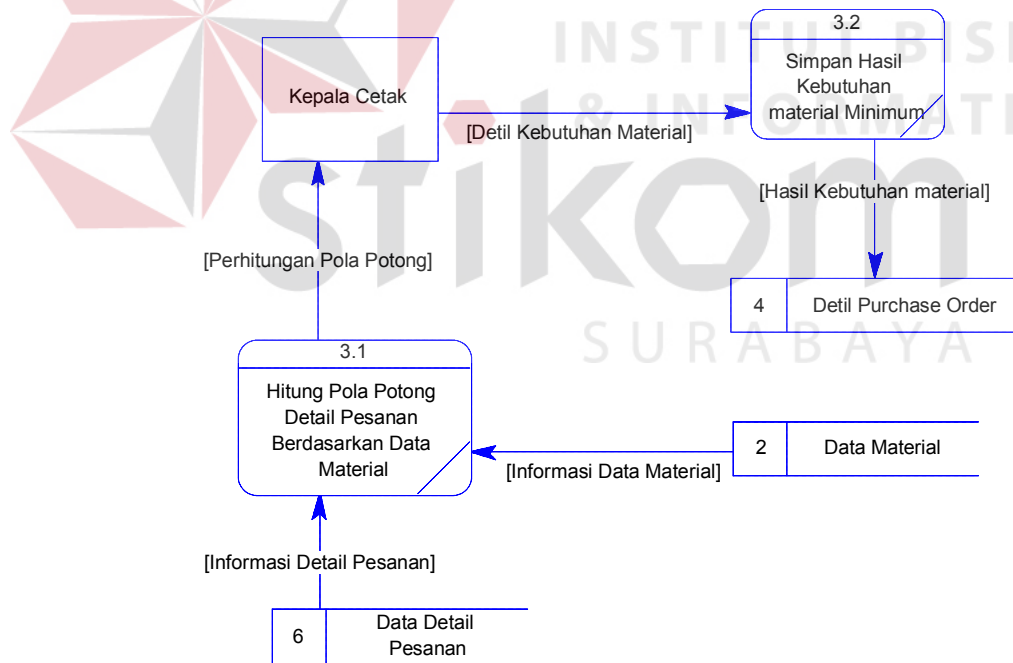 INSTITUT BISI
& INFORMATI
stikom
SURABAYA
3.2
Simpan Hasil
Kebutuhan
material Minimum
Kepala Cetak
[Detil Kebutuhan Material]
[Hasil Kebutuhan material]
[Perhitungan Pola Potong]
4 Detil Purchase Order
3.1
Hitung Pola Potong
Detail Pesanan
Berdasarkan Data
Material
2 Data Material
[Informasi Data Material]
[Informasi Detail Pesanan]
6 Data Detail
Pesanan